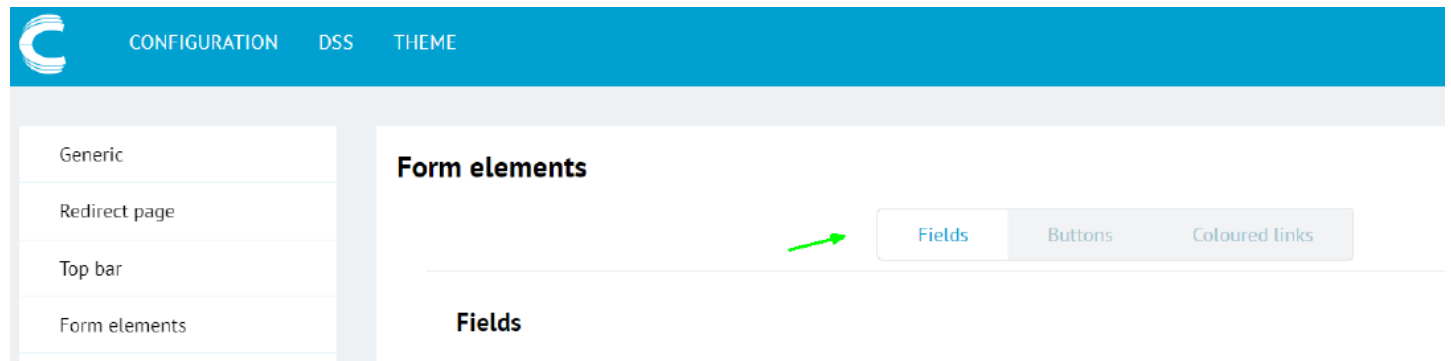 CONFIGURATION DSS THEME
Generic
Redirect page
Top bar
Form elements
Form elements
Fields Buttons Coloured links
Fields